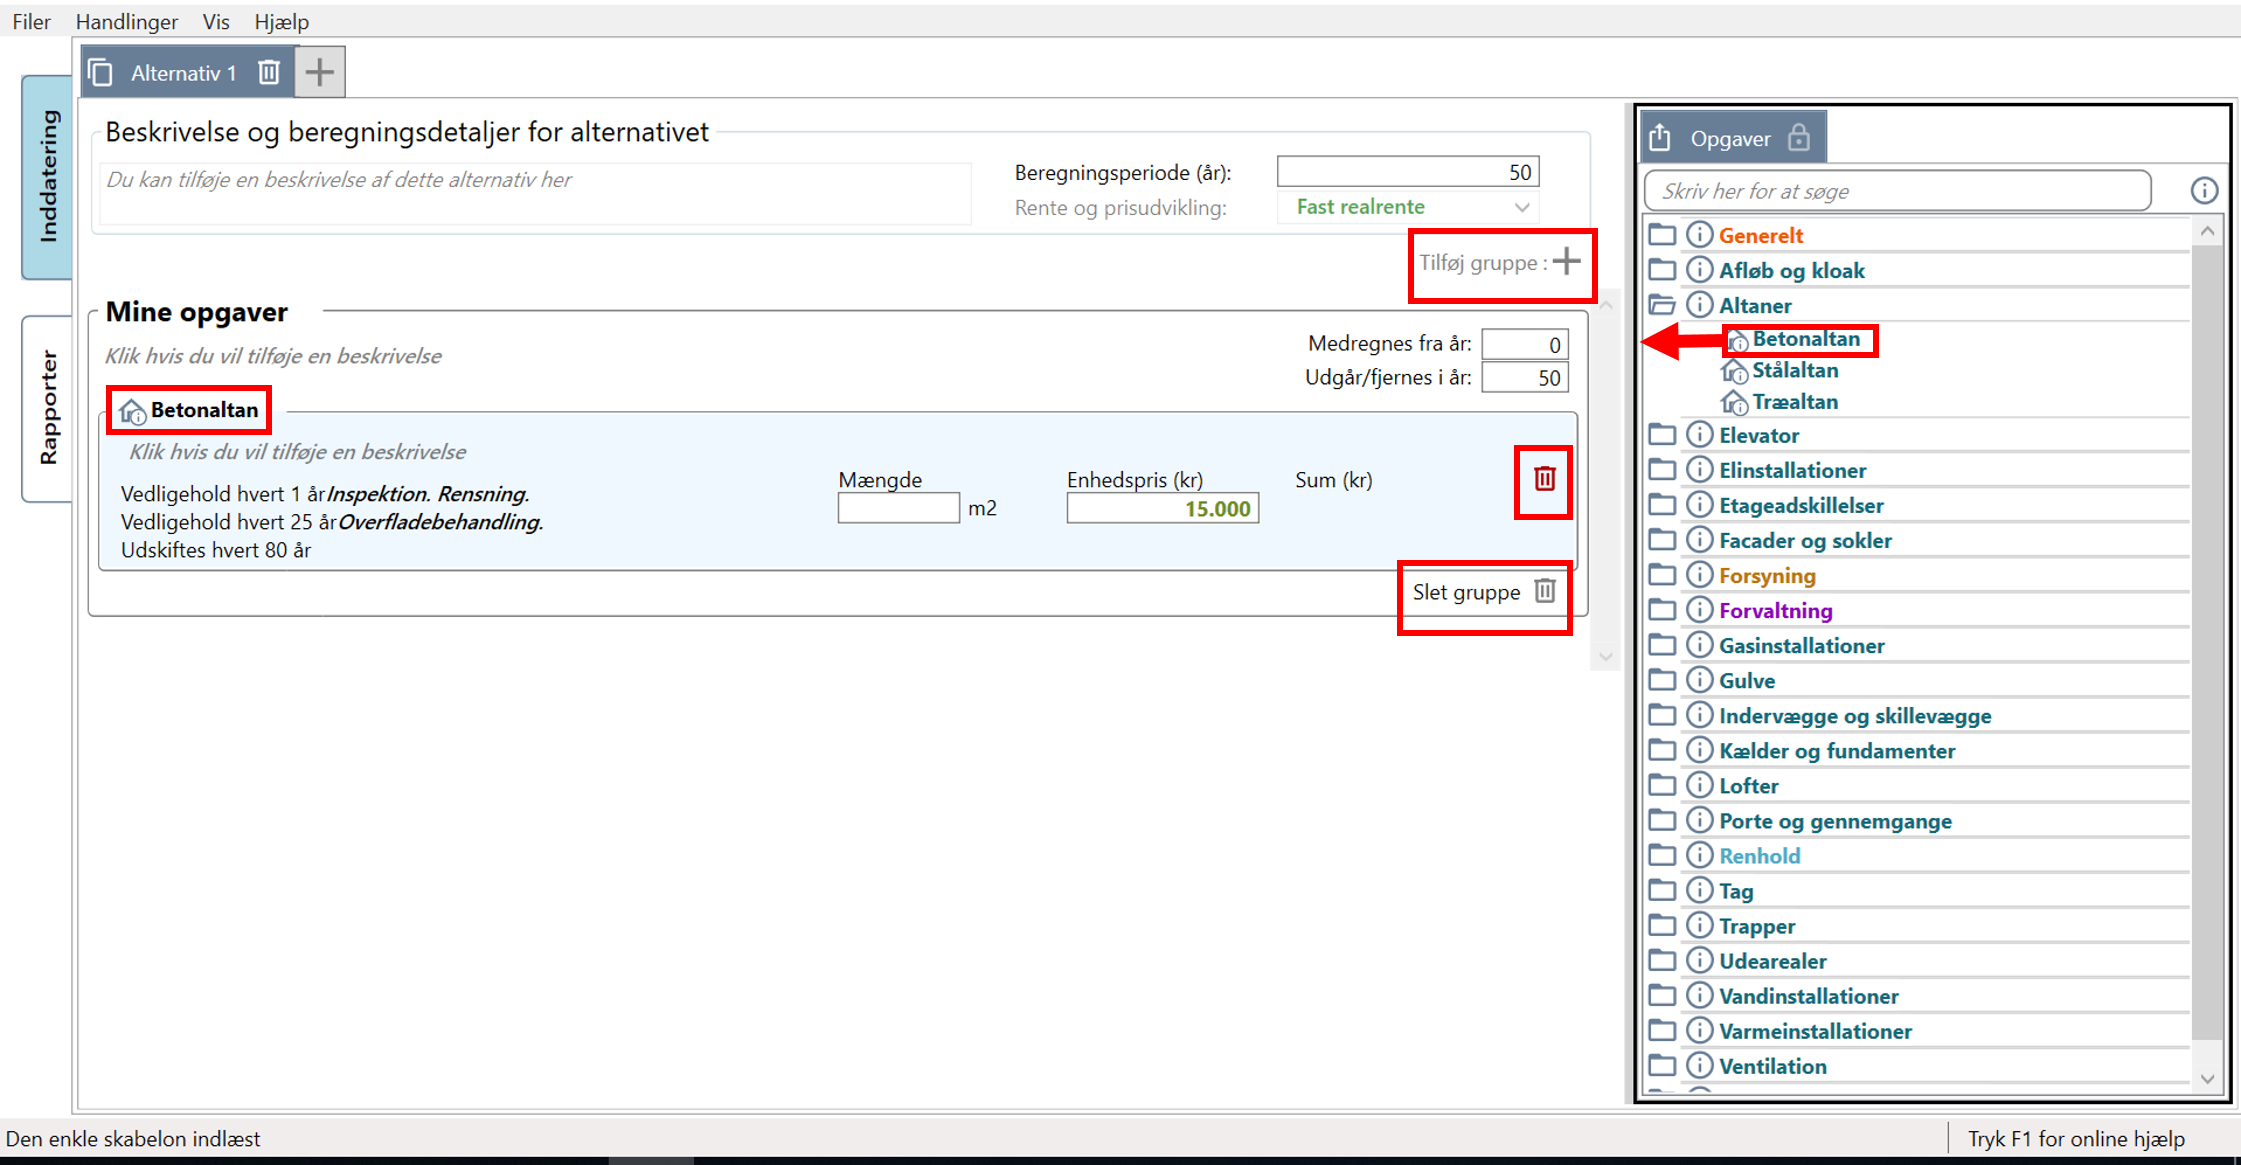 Filer Handlinger Vis Hjælp
Alternativ 1
Inddatering
Rapporter
Beskrivelse og beregningsdetaljer for alternativet
Du kan tilføje en beskrivelse af dette alternativ her
Beregningsperiode (år): 50
Rente og prisudvikling: Fast realrente
Tilføj gruppe :
Mine opgaver
Klik hvis du vil tilføje en beskrivelse
Medregnes fra år: 0
Udgår/fjernes i år: 50
Betonaltan
Klik hvis du vil tilføje en beskrivelse
Mængde Enhedspris (kr) Sum (kr)
m2 15.000
Vedligehold hvert 1 årInspektion. Rensning.
Vedligehold hvert 25 årOverfladebehandling.
Udskiftes hvert 80 år
Slet gruppe
Opgaver
Skriv her for at søge
Generelt
Afløb og kloak
Altaner
Betonaltan
Stålaltan
Træaltan
Elevator
Elinstallationer
Etageadskillelser
Facader og sokler
Forsyning
Forvaltning
Gasinstallationer
Gulve
Indervægge og skillevægge
Kælder og fundamenter
Lofter
Porte og gennemgange
Renhold
Tag
Trapper
Udearealer
Vandinstallationer
Varmeinstallationer
Ventilation
Den enkle skabelon indlæst
Tryk F1 for online hjælp